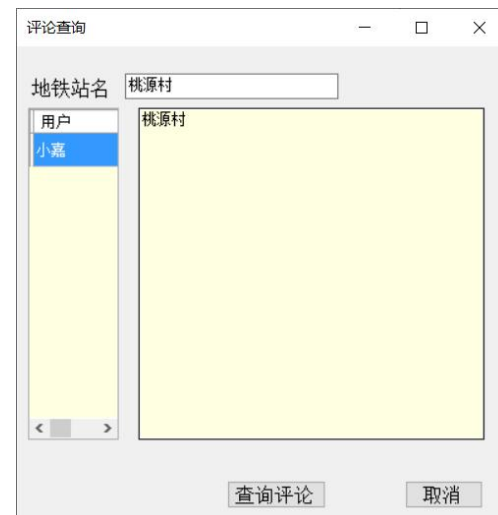 评论查询
地铁站名 桃源村
用户
桃源村
小嘉
查询评论 取消